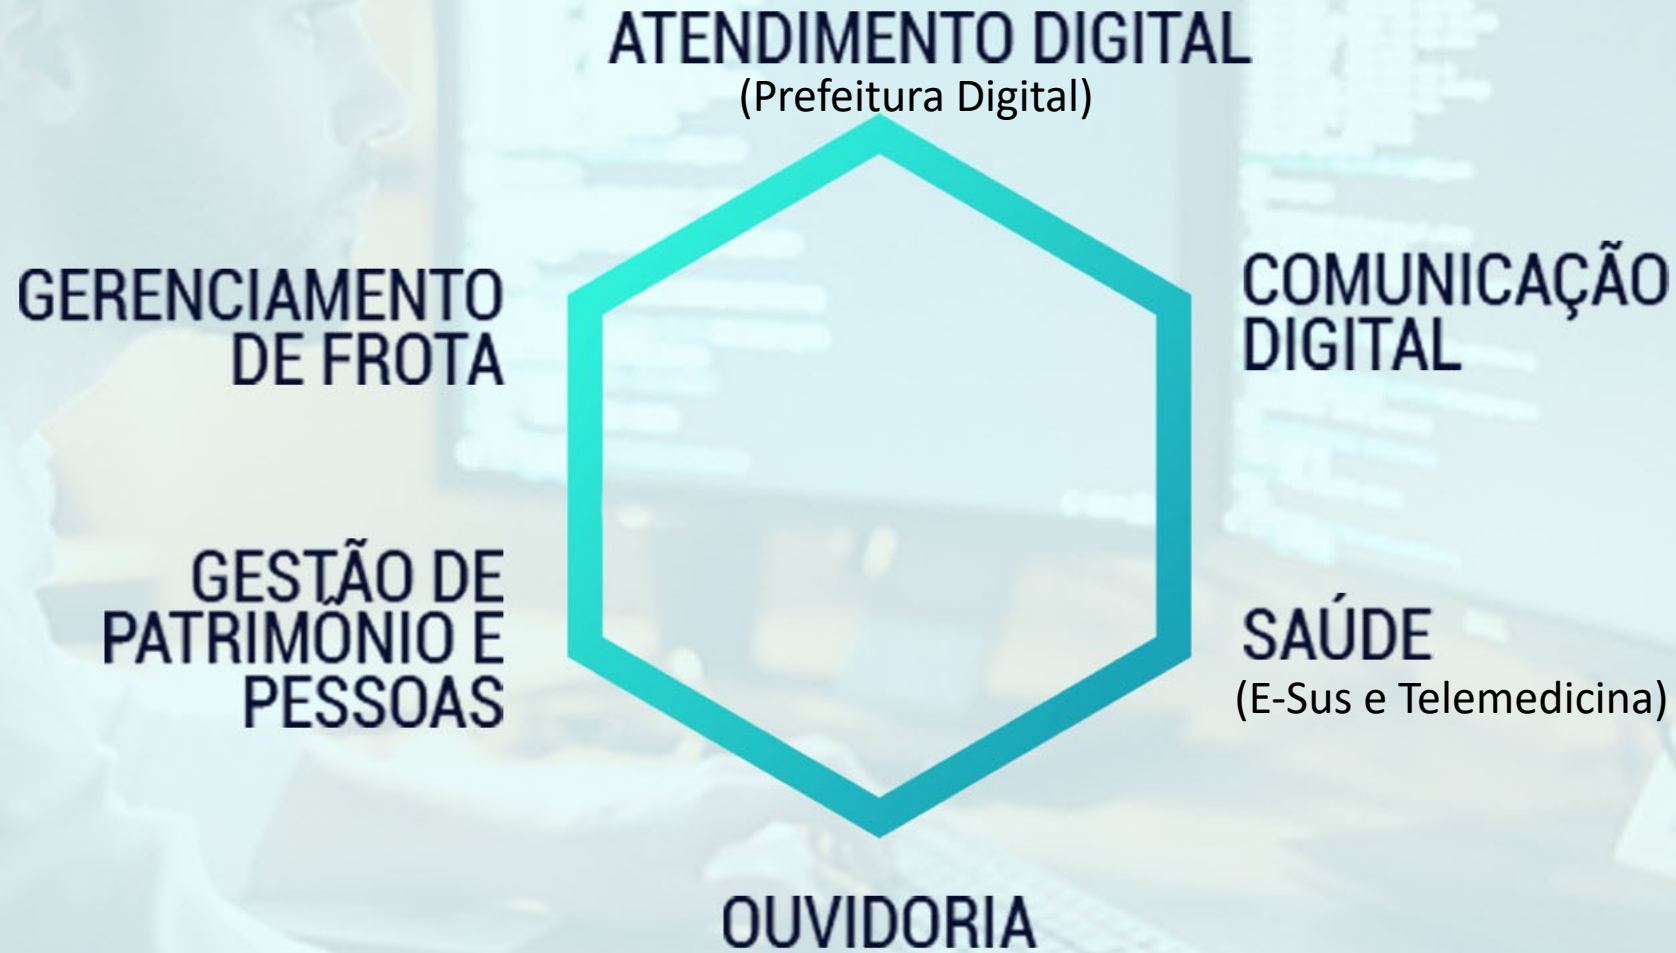 ATENDIMENTO DIGITAL
(Prefeitura Digital)
GERENCIAMENTO
DE FROTA
COMUNICAÇÃO
DIGITAL
GESTÃO DE
PATRIMÔNIO E
PESSOAS
SAÚDE
(E-Sus e Telemedicina)
OUVIDORIA